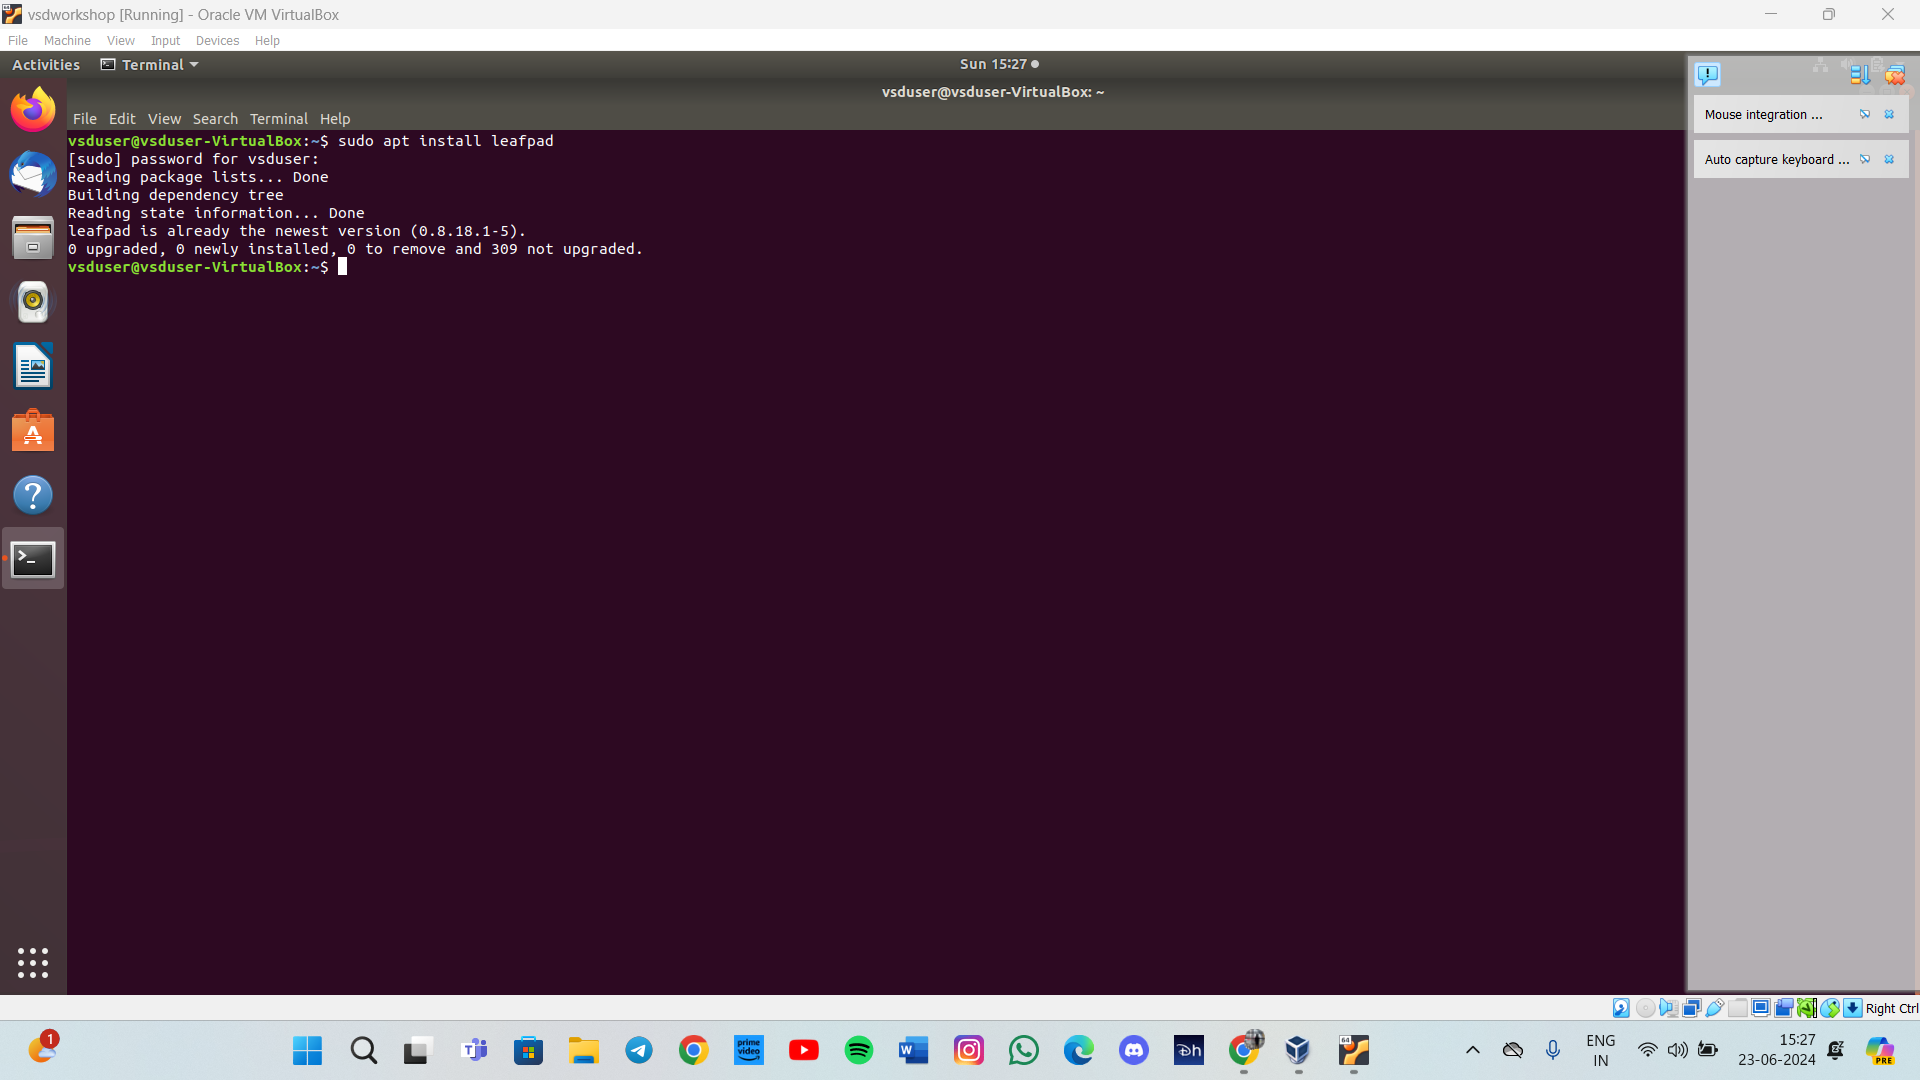 vsdworkshop [Running] - Oracle VM VirtualBox
File Machine View Input Devices Help
Activities Terminal Sun 15:27
vsduser@vsduser-VirtualBox: ~
File Edit View Search Terminal Help
vsduser@vsduser-VirtualBox:~$ sudo apt install leafpad
[sudo] password for vsduser:
Reading package lists... Done
Building dependency tree
Reading state information... Done
leafpad is already the newest version (0.8.18.1-5).
0 upgraded, 0 newly installed, 0 to remove and 309 not upgraded.
vsduser@vsduser-VirtualBox:~$
Mouse integration ...
Auto capture keyboard ...
Right Ctrl
1
prime video
ENG
IN
15:27
23-06-2024
PRE
64